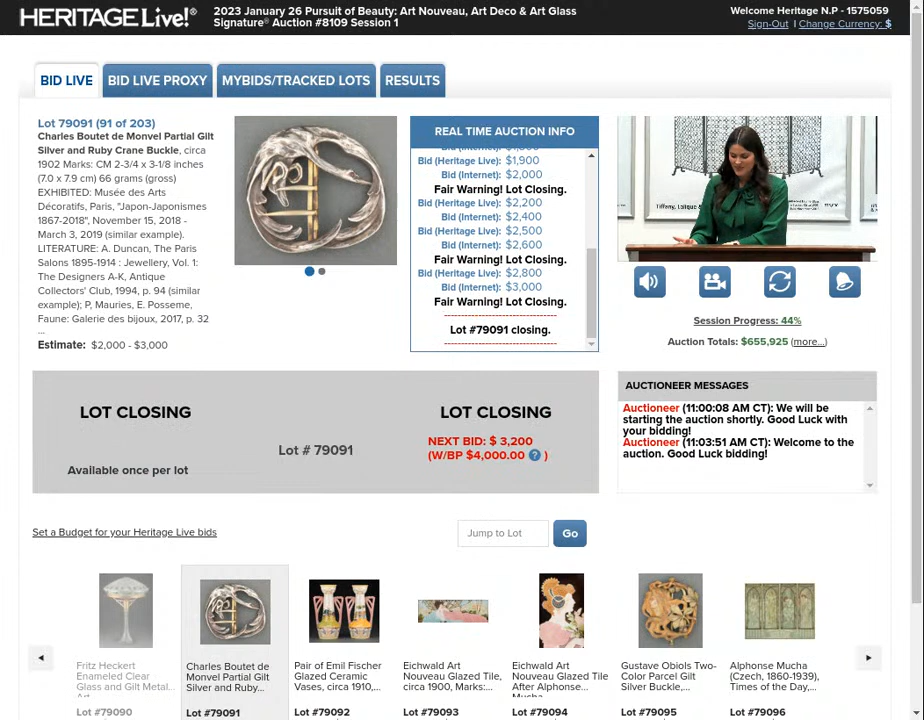 HERITAGE Live!®
2023 January 26 Pursuit of Beauty: Art Nouveau, Art Deco & Art Glass
Signature® Auction #8109 Session 1
Welcome Heritage N.P - 1575059
Sign-Out | Change Currency: $
BID LIVE
BID LIVE PROXY
MYBIDS/TRACKED LOTS
RESULTS
Lot 79091 (91 of 203)
Charles Boutet de Monvel Partial Gilt
Silver and Ruby Crane Buckle, circa
1902 Marks: CM 2-3/4 x 3-1/8 inches
(7.0 x 7.9 cm) 66 grams (gross)
EXHIBITED: Musée des Arts
Décoratifs, Paris, "Japon-Japonismes
1867-2018", November 15, 2018 -
March 3, 2019 (similar example).
LITERATURE: A. Duncan, The Paris
Salons 1895-1914 : Jewellery, Vol. 1:
The Designers A-K, Antique
Collectors' Club, 1994, p. 94 (similar
example); P, Mauries, E. Posseme,
Faune: Galerie des bijoux, 2017, p. 32
...
Estimate: $2,000 - $3,000
REAL TIME AUCTION INFO
Bid (Heritage Live): $1,900
Bid (Internet): $2,000
Fair Warning! Lot Closing.
Bid (Heritage Live): $2,200
Bid (Internet): $2,400
Bid (Heritage Live): $2,500
Bid (Internet): $2,600
Fair Warning! Lot Closing.
Bid (Heritage Live): $2,800
Bid (Internet): $3,000
Fair Warning! Lot Closing.
Lot #79091 closing.
Tiffany, Lalique &
Session Progress: 44%
Auction Totals: $655,925 (more...)
LOT CLOSING
Available once per lot
Lot # 79091
LOT CLOSING
NEXT BID: $ 3,200
(W/BP $4,000.00 ? )
AUCTIONEER MESSAGES
Auctioneer (11:00:08 AM CT): We will be
starting the auction shortly. Good Luck with
your bidding!
Auctioneer (11:03:51 AM CT): Welcome to the
auction. Good Luck bidding!
Set a Budget for your Heritage Live bids
Jump to Lot
Go
Fritz Heckert
Enameled Clear
Glass and Gilt Metal...
Lot #79090
Charles Boutet de
Monvel Partial Gilt
Silver and Ruby...
Lot #79091
Pair of Emil Fischer
Glazed Ceramic
Vases, circa 1910,...
Lot #79092
Eichwald Art
Nouveau Glazed Tile,
circa 1900, Marks:...
Lot #79093
Eichwald Art
Nouveau Glazed Tile
After Alphonse...
Lot #79094
Gustave Obiols Two-
Color Parcel Gilt
Silver Buckle,...
Lot #79095
Alphonse Mucha
(Czech, 1860-1939),
Times of the Day,...
Lot #79096